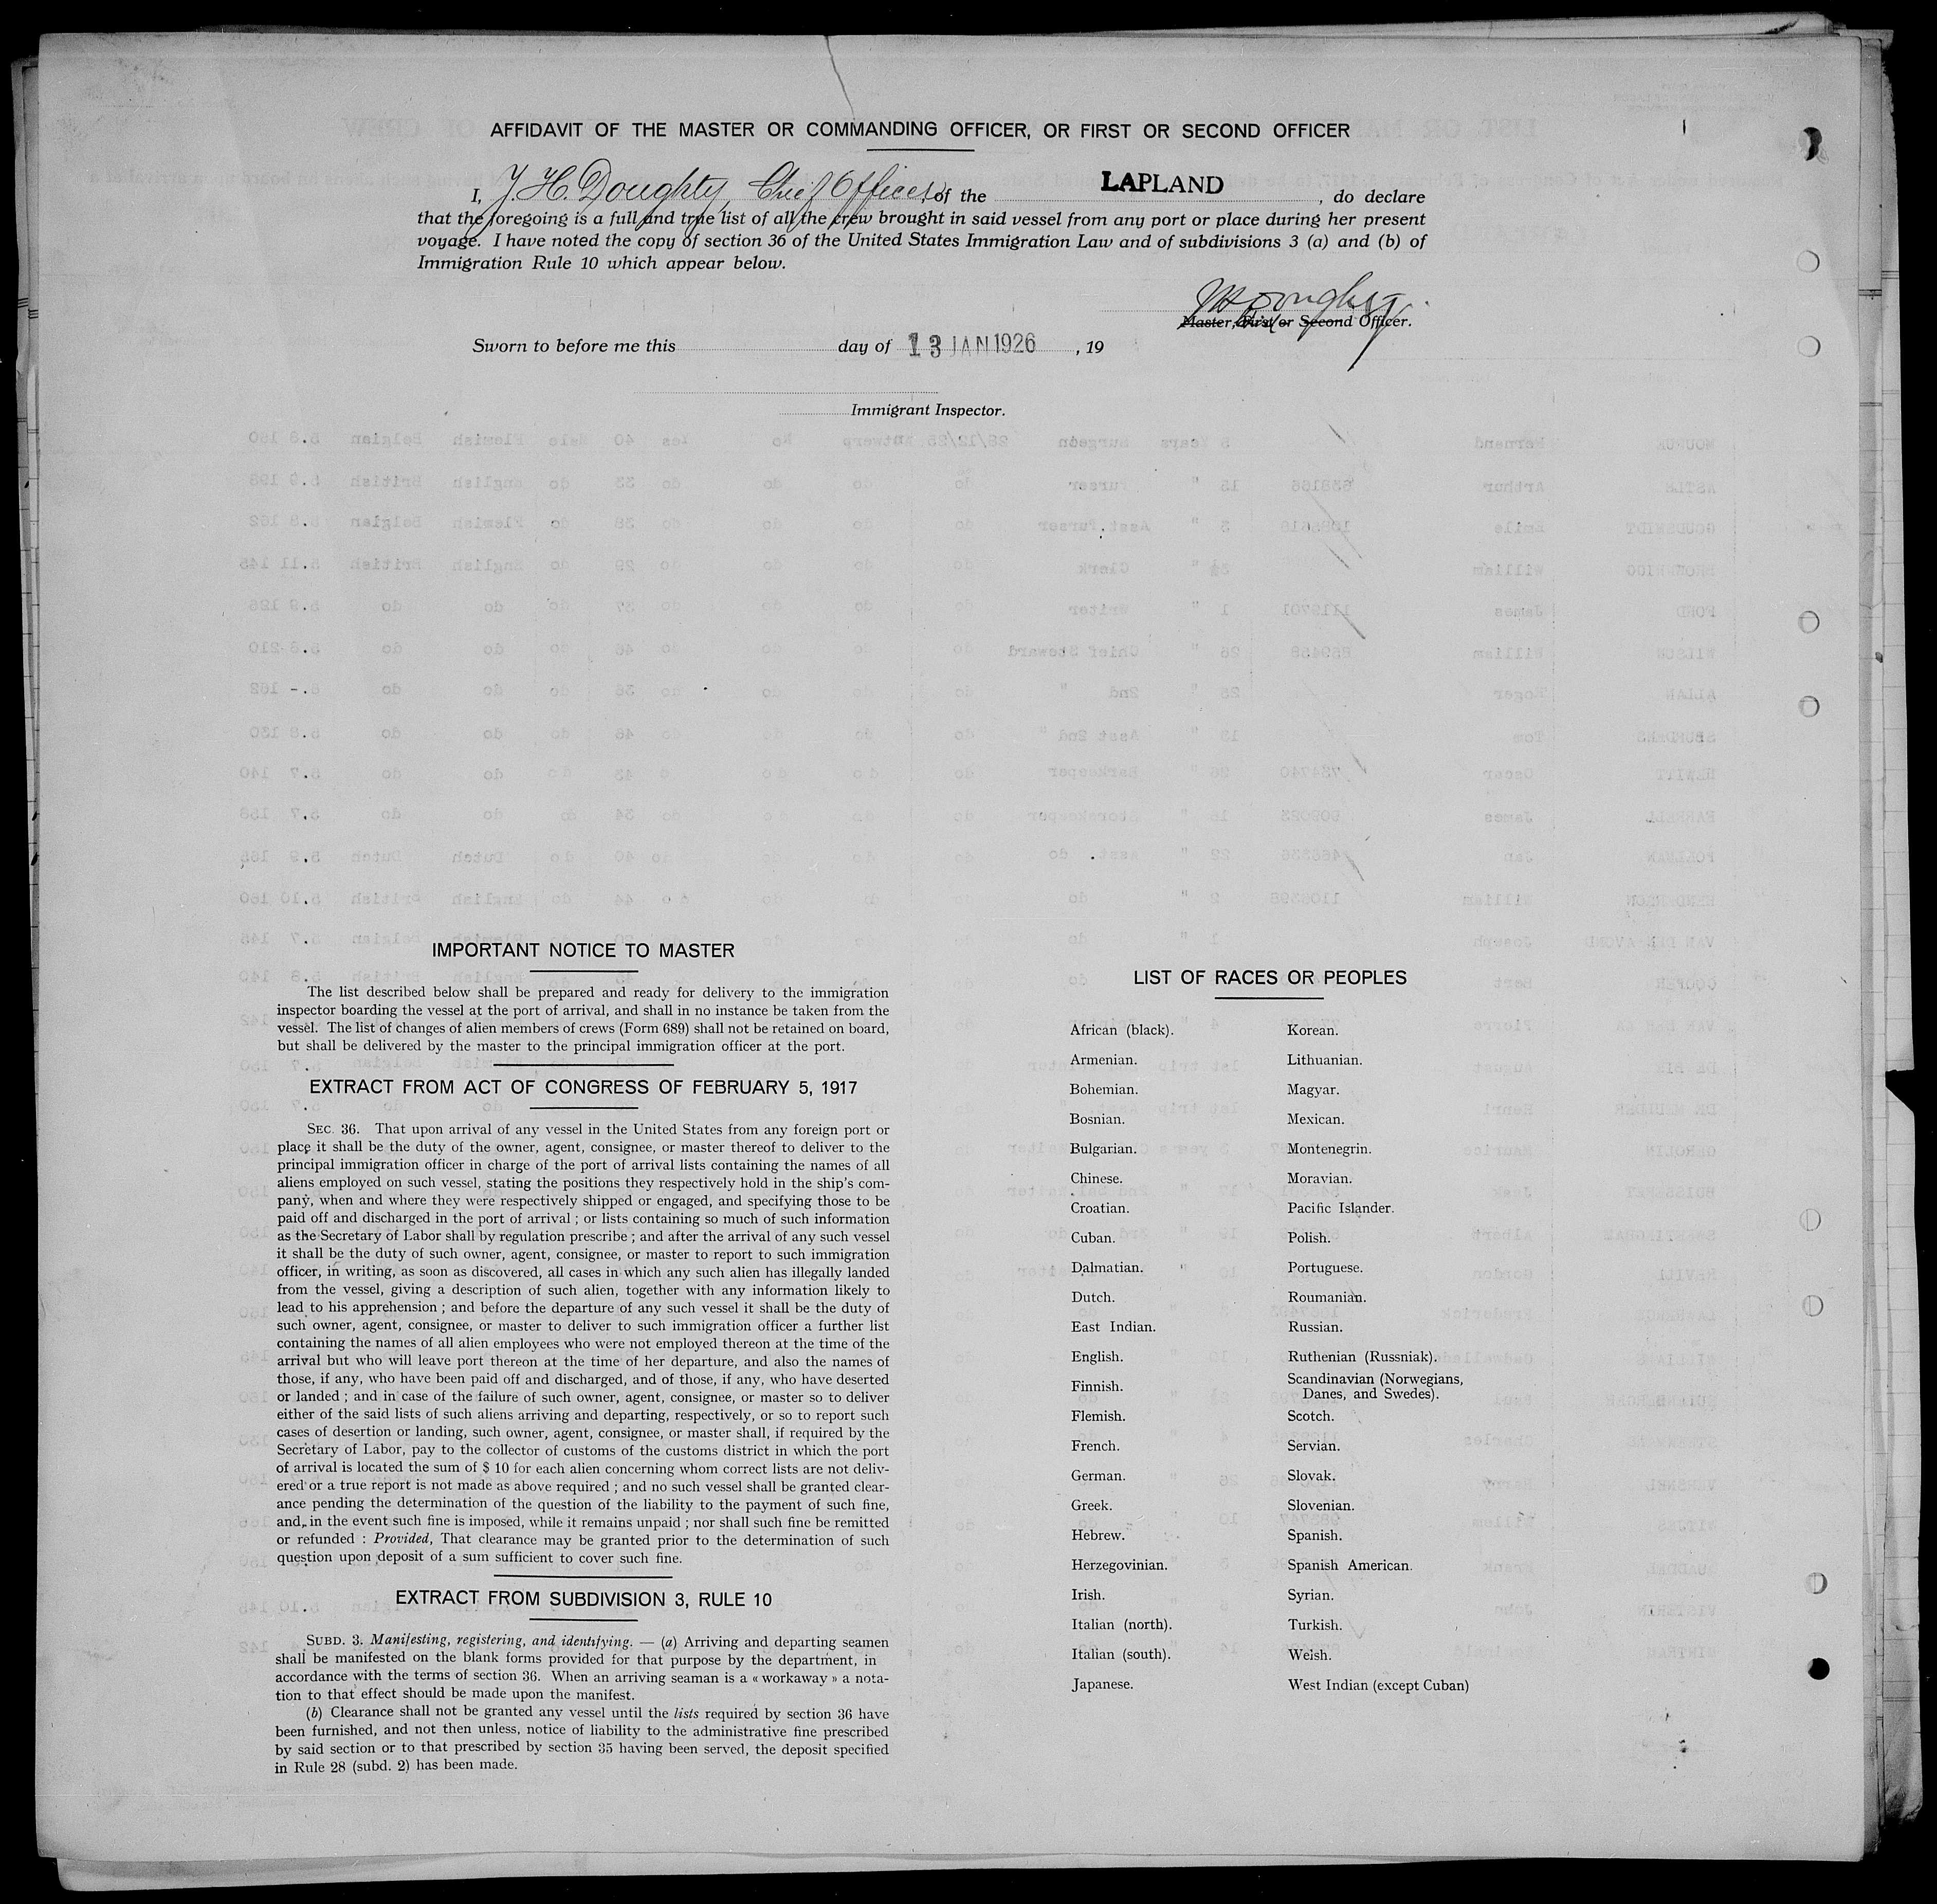 AFFIDAVIT OF THE MASTER OR COMMANDING OFFICER, OR FIRST OR SECOND OFFICER
I, J. H. Doughty, Chief Officer, of the LAPLAND, do declare
that the foregoing is a full and true list of all the crew brought in said vessel from any port or place during her present
voyage. I have noted the copy of section 36 of the United States Immigration Law and of subdivisions 3 (a) and (b) of
Immigration Rule 10 which appear below.
JHDoughty.
Master, First or Second Officer.
Sworn to before me this day of 13 JAN 1926, 19
Immigrant Inspector.
IMPORTANT NOTICE TO MASTER
The list described below shall be prepared and ready for delivery to the immigration
inspector boarding the vessel at the port of arrival, and shall in no instance be taken from the
vessel. The list of changes of alien members of crews (Form 689) shall not be retained on board,
but shall be delivered by the master to the principal immigration officer at the port.
EXTRACT FROM ACT OF CONGRESS OF FEBRUARY 5, 1917
SEC. 36. That upon arrival of any vessel in the United States from any foreign port or
place it shall be the duty of the owner, agent, consignee, or master thereof to deliver to the
principal immigration officer in charge of the port of arrival lists containing the names of all
aliens employed on such vessel, stating the positions they respectively hold in the ship's com-
pany, when and where they were respectively shipped or engaged, and specifying those to be
paid off and discharged in the port of arrival ; or lists containing so much of such information
as the Secretary of Labor shall by regulation prescribe ; and after the arrival of any such vessel
it shall be the duty of such owner, agent, consignee, or master to report to such immigration
officer, in writing, as soon as discovered, all cases in which any such alien has illegally landed
from the vessel, giving a description of such alien, together with any information likely to
lead to his apprehension ; and before the departure of any such vessel it shall be the duty of
such owner, agent, consignee, or master to deliver to such immigration officer a further list
containing the names of all alien employees who were not employed thereon at the time of the
arrival but who will leave port thereon at the time of her departure, and also the names of
those, if any, who have been paid off and discharged, and of those, if any, who have deserted
or landed ; and in case of the failure of such owner, agent, consignee, or master so to deliver
either of the said lists of such aliens arriving and departing, respectively, or so to report such
cases of desertion or landing, such owner, agent, consignee, or master shall, if required by the
Secretary of Labor, pay to the collector of customs of the customs district in which the port
of arrival is located the sum of $ 10 for each alien concerning whom correct lists are not deliv-
ered or a true report is not made as above required ; and no such vessel shall be granted clear-
ance pending the determination of the question of the liability to the payment of such fine,
and, in the event such fine is imposed, while it remains unpaid ; nor shall such fine be remitted
or refunded : Provided, That clearance may be granted prior to the determination of such
question upon deposit of a sum sufficient to cover such fine.
EXTRACT FROM SUBDIVISION 3, RULE 10
SUBD. 3. Manifesting, registering, and identifying. — (a) Arriving and departing seamen
shall be manifested on the blank forms provided for that purpose by the department, in
accordance with the terms of section 36. When an arriving seaman is a « workaway » a nota-
tion to that effect should be made upon the manifest.
(b) Clearance shall not be granted any vessel until the lists required by section 36 have
been furnished, and not then unless, notice of liability to the administrative fine prescribed
by said section or to that prescribed by section 35 having been served, the deposit specified
in Rule 28 (subd. 2) has been made.
LIST OF RACES OR PEOPLES
African (black).
Armenian.
Bohemian.
Bosnian.
Bulgarian.
Chinese.
Croatian.
Cuban.
Dalmatian.
Dutch.
East Indian.
English.
Finnish.
Flemish.
French.
German.
Greek.
Hebrew.
Herzegovinian.
Irish.
Italian (north).
Italian (south).
Japanese.
Korean.
Lithuanian.
Magyar.
Mexican.
Montenegrin.
Moravian.
Pacific Islander.
Polish.
Portuguese.
Roumanian.
Russian.
Ruthenian (Russniak).
Scandinavian (Norwegians,
Danes, and Swedes).
Scotch.
Servian.
Slovak.
Slovenian.
Spanish.
Spanish American.
Syrian.
Turkish.
Welsh.
West Indian (except Cuban)